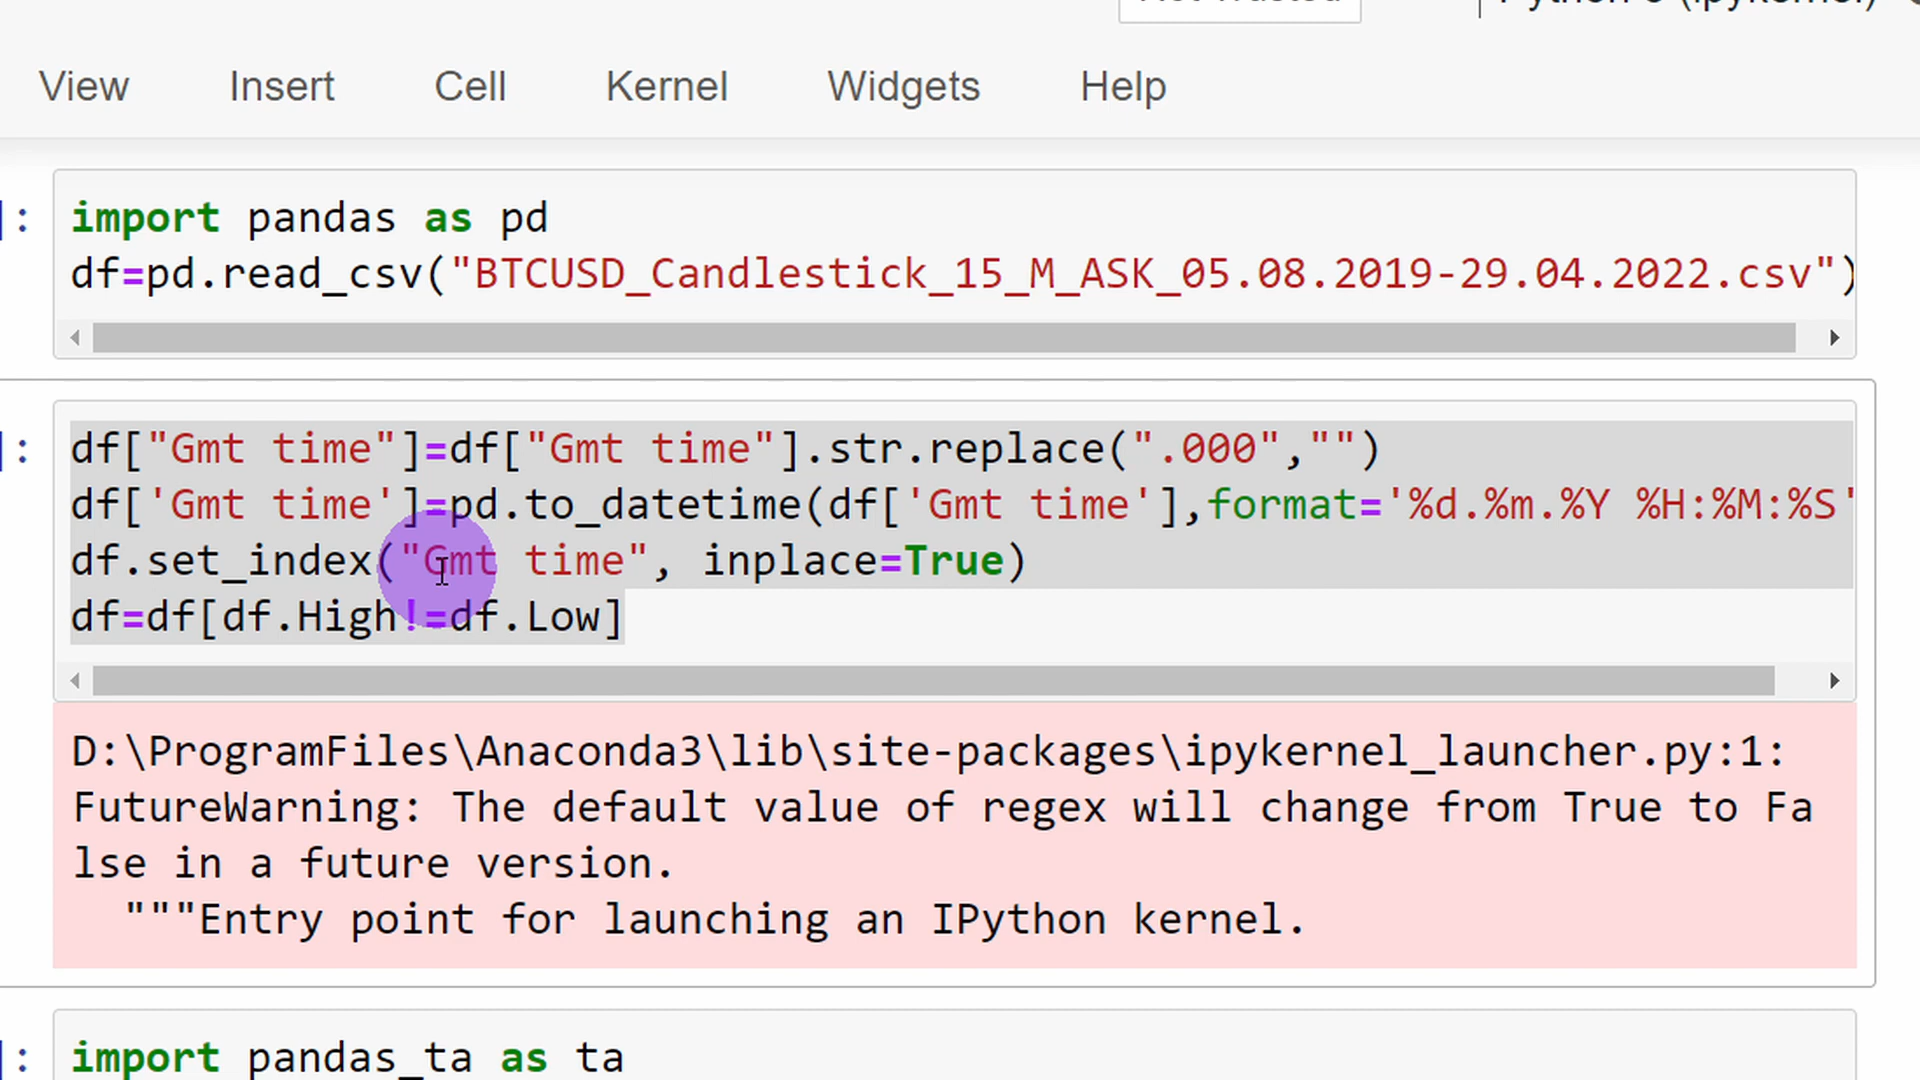 View Insert Cell Kernel Widgets Help
]: import pandas as pd
df=pd.read_csv("BTCUSD_Candlestick_15_M_ASK_05.08.2019-29.04.2022.csv")
]: df["Gmt time"]=df["Gmt time"].str.replace(".000","")
df['Gmt time']=pd.to_datetime(df['Gmt time'],format='%d.%m.%Y %H:%M:%S'
df.set_index("Gmt time", inplace=True)
df=df[df.High!=df.Low]
D:\ProgramFiles\Anaconda3\lib\site-packages\ipykernel_launcher.py:1:
FutureWarning: The default value of regex will change from True to Fa
lse in a future version.
"""Entry point for launching an IPython kernel.
]: import pandas_ta as ta